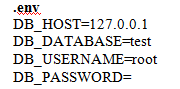 .env
DB_HOST=127.0.0.1
DB_DATABASE=test
DB_USERNAME=root
DB_PASSWORD=